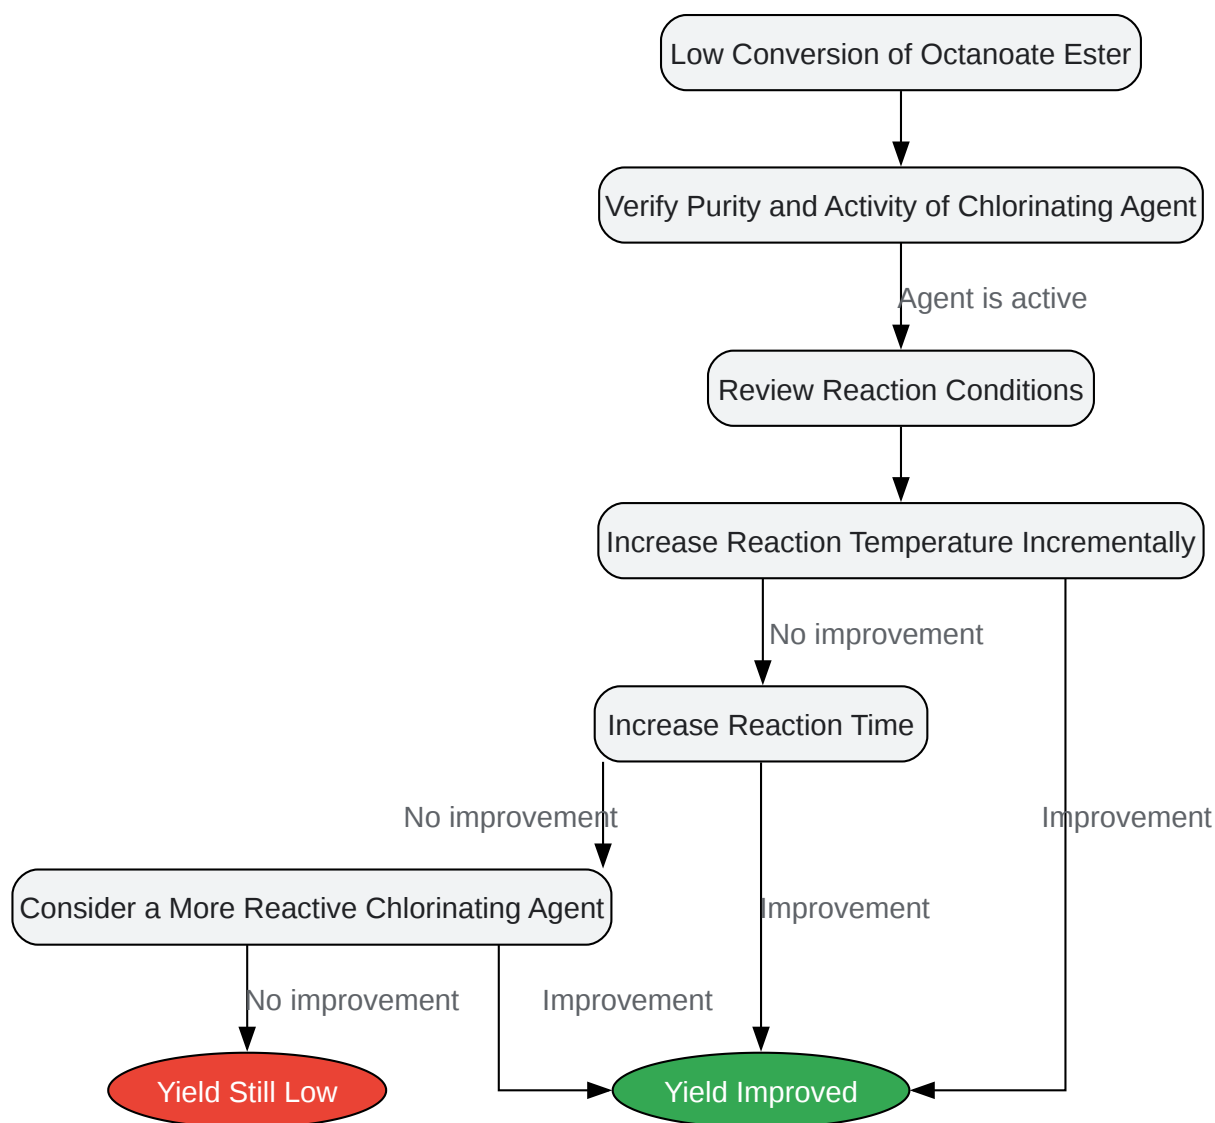 Low Conversion of Octanoate Ester
Verify Purity and Activity of Chlorinating Agent
Agent is active
Review Reaction Conditions
Increase Reaction Temperature Incrementally
No improvement
Increase Reaction Time
No improvement
Improvement
Consider a More Reactive Chlorinating Agent
Improvement
No improvement
Improvement
Yield Still Low
Yield Improved